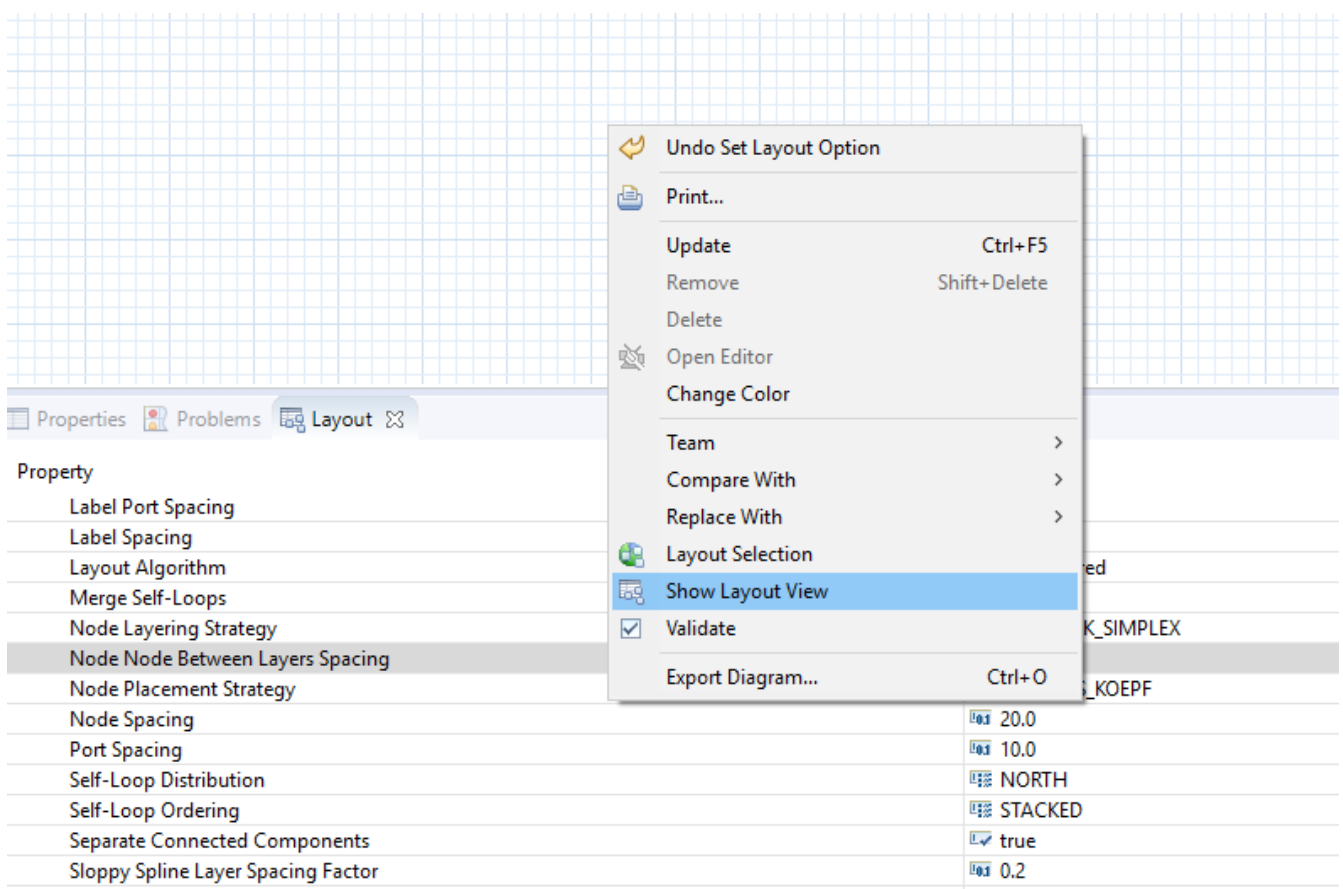 Undo Set Layout Option
Print...
Update Ctrl+F5
Remove Shift+Delete
Delete
Open Editor
Change Color
Team
Compare With
Replace With
Layout Selection
Show Layout View
Validate
Export Diagram... Ctrl+O
Properties Problems Layout
Property
Label Port Spacing
Label Spacing
Layout Algorithm red
Merge Self-Loops
Node Layering Strategy K_SIMPLEX
Node Node Between Layers Spacing
Node Placement Strategy _KOEPF
Node Spacing 20.0
Port Spacing 10.0
Self-Loop Distribution NORTH
Self-Loop Ordering STACKED
Separate Connected Components true
Sloppy Spline Layer Spacing Factor 0.2